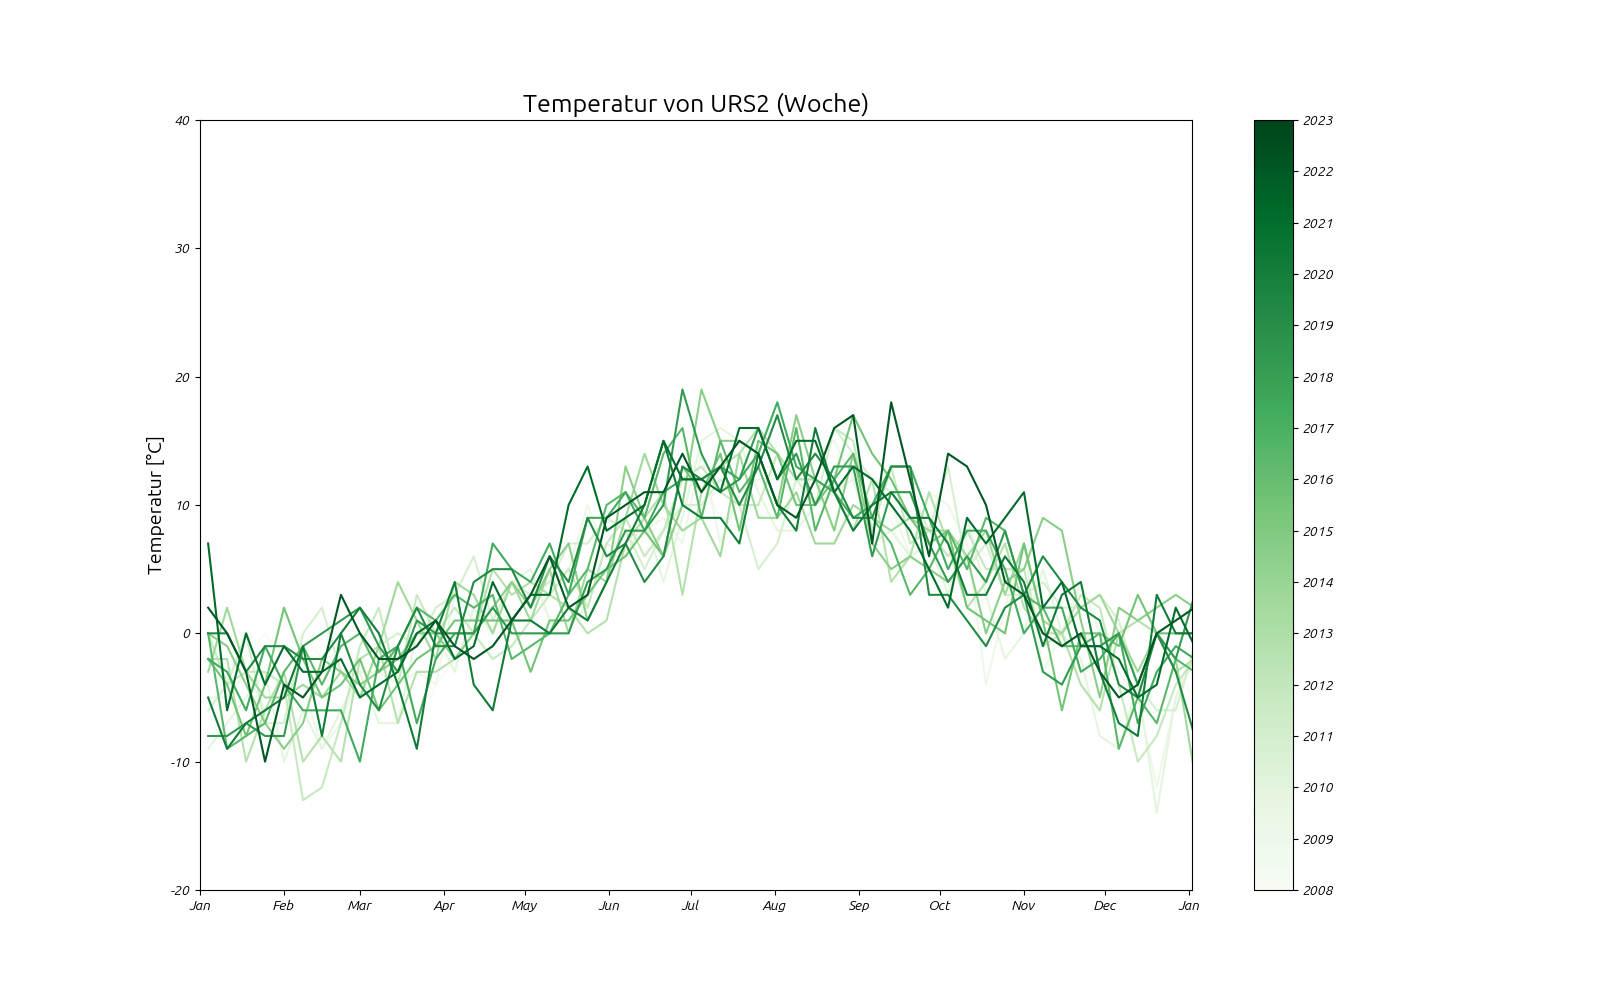 Temperatur von URS2 (Woche)
Temperatur [°C]
40
30
20
10
0
-10
-20
Jan
Feb
Mar
Apr
May
Jun
Jul
Aug
Sep
Oct
Nov
Dec
Jan
2023
2022
2021
2020
2019
2018
2017
2016
2015
2014
2013
2012
2011
2010
2009
2008